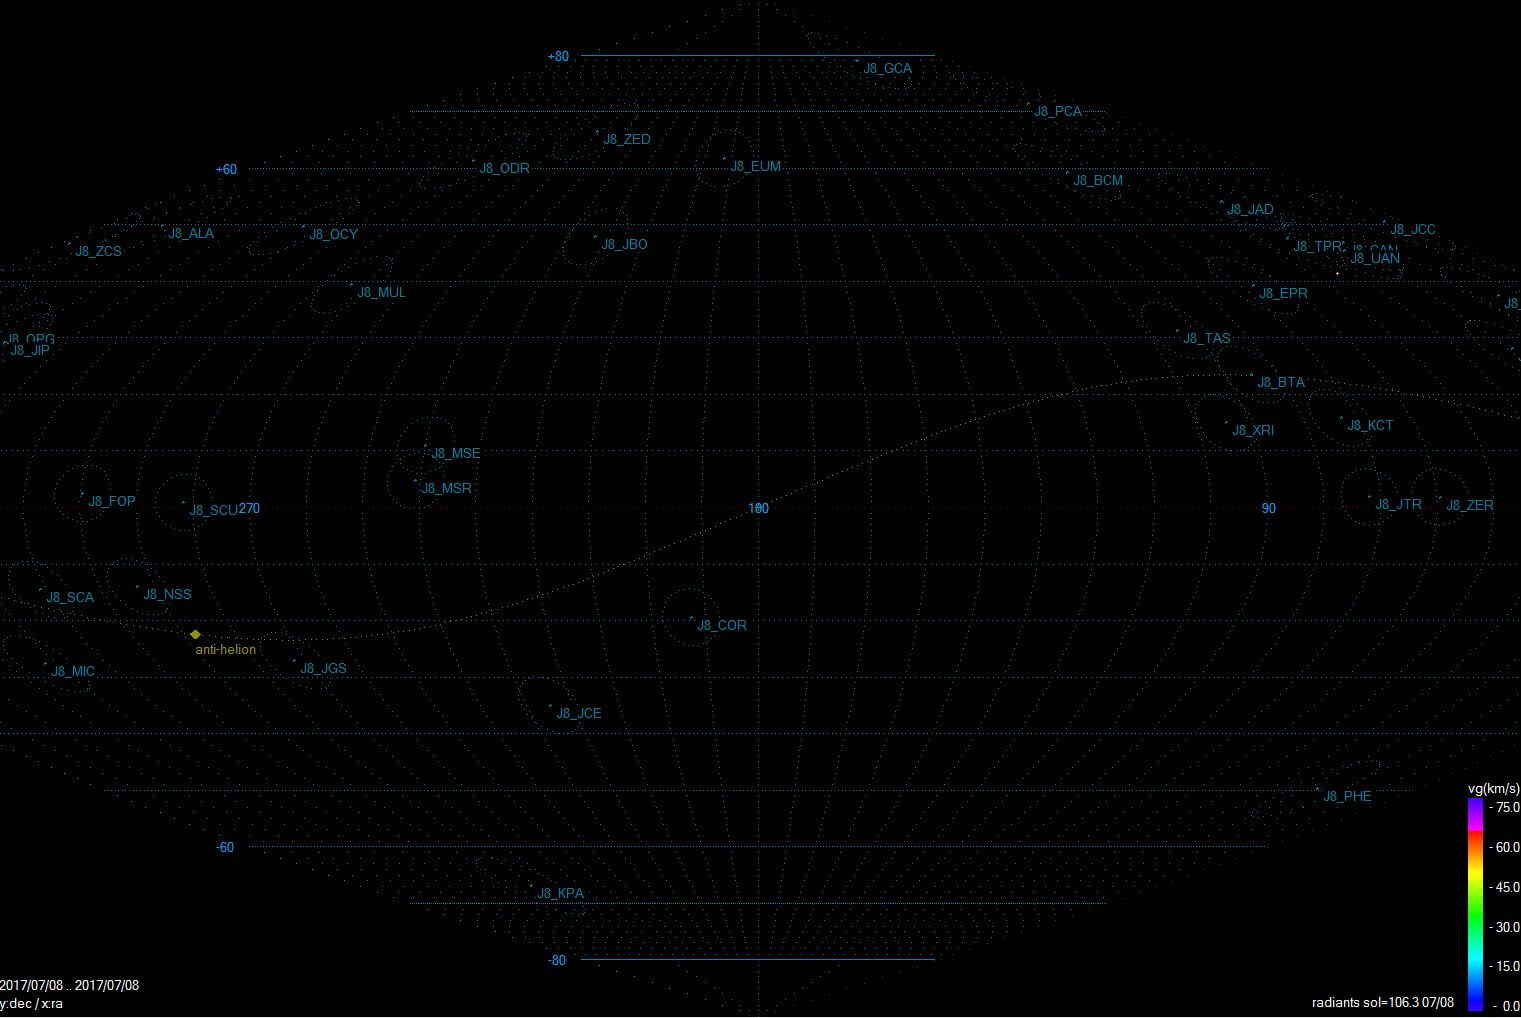 +80
J8_GCA
J8_PCA
J8_ZED
J8_EUM
+60
J8_ODR
J8_BCM
J8_JAD
J8_ALA
J8_OCY
J8_JCC
J8_ZCS
J8_JBO
J8_TPR
J8_UAN
J8_MUL
J8_EPR
J8_
J8_OPG
J8_TAS
J8_JIP
J8_BTA
J8_KCT
J8_XRI
J8_MSE
J8_MSR
J8_FOP
J8_SCU
270
180
90
J8_JTR
J8_ZER
J8_SCA
J8_NSS
J8_COR
anti-helion
J8_MIC
J8_JGS
J8_JCE
vg(km/s)
J8_PHE
- 75.0
-60
- 60.0
- 45.0
J8_KPA
- 30.0
-80
- 15.0
2017/07/08 .. 2017/07/08
y:dec / x:ra
radiants sol=106.3 07/08
- 0.0